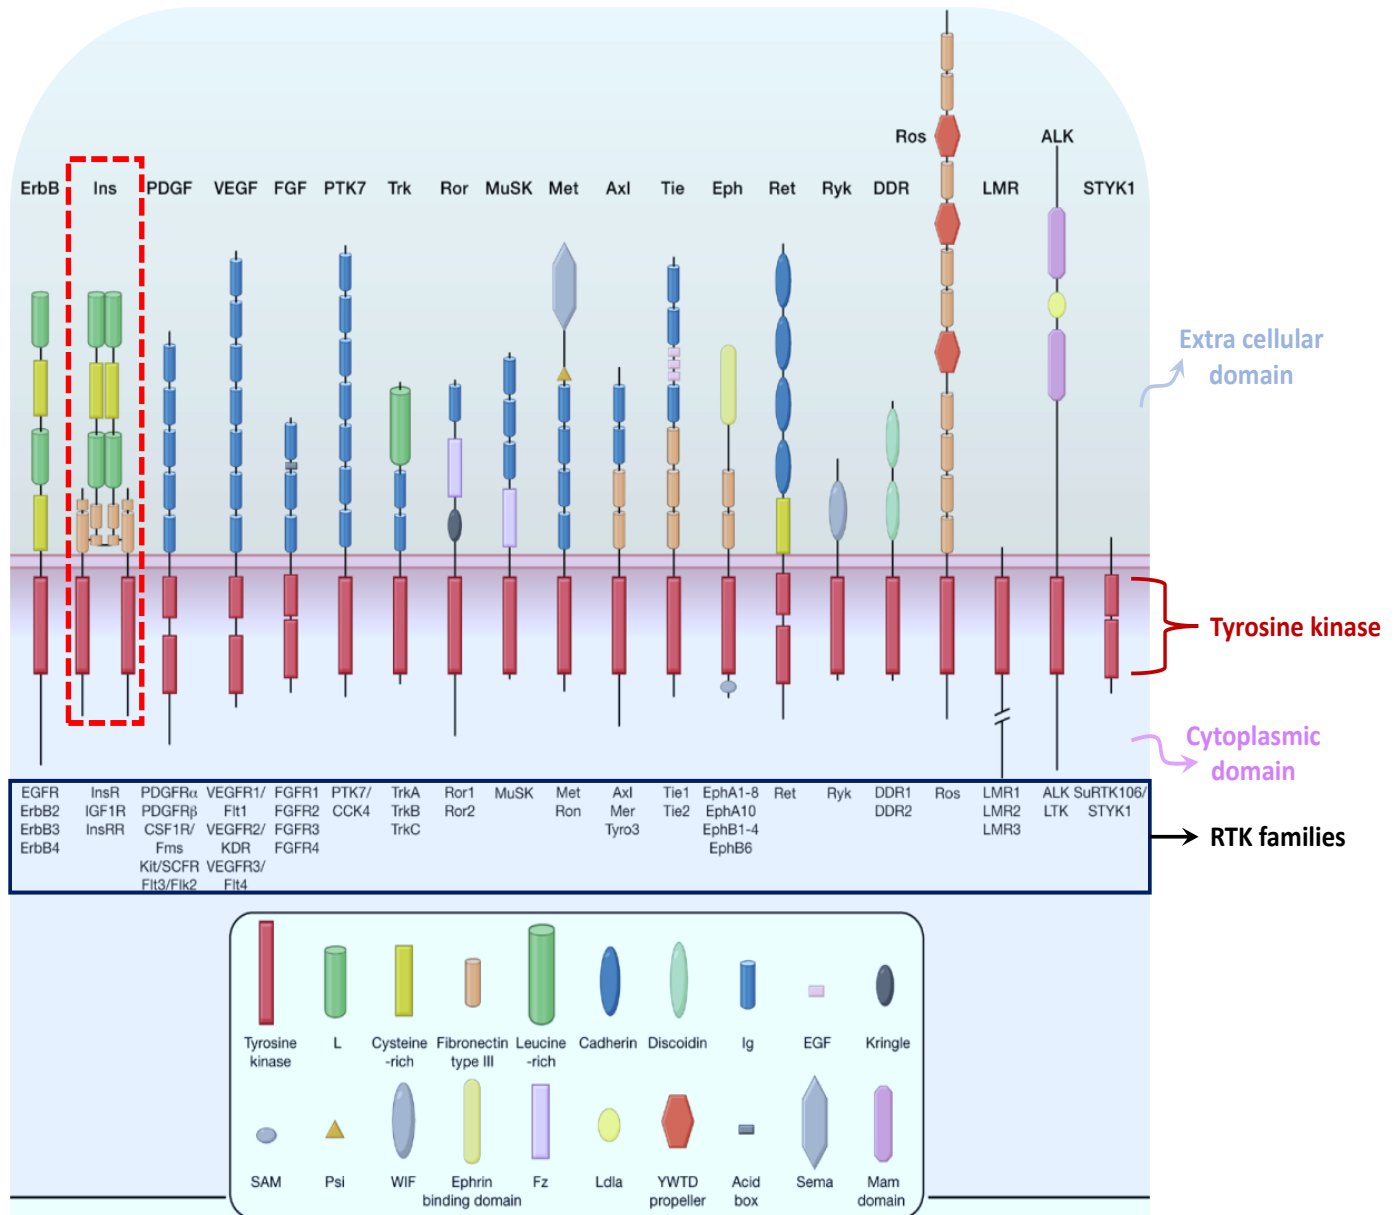 Ros
ALK
ErbB Ins PDGF VEGF FGF PTK7 Trk Ror MuSK Met Axl Tie Eph Ret Ryk DDR LMR STYK1
Extra cellular
domain
Tyrosine kinase
Cytoplasmic
domain
EGFR InsR PDGFRα VEGFR1/ FGFR1 PTK7/ TrkA Ror1 MuSK Met Axl Tie1 EphA1-8 Ret Ryk DDR1 Ros LMR1 ALK SuRTK106/
ErbB2 IGF1R PDGFRβ Flt1 FGFR2 CCK4 TrkB Ror2 Ron Mer Tie2 EphA10 DDR2 LMR2 LTK STYK1
ErbB3 InsRR CSF1R/ VEGFR2/ FGFR3 TrkC Tyro3 EphB1-4 LMR3
ErbB4 Fms KDR FGFR4 EphB6
Kit/SCFR VEGFR3/
Flt3/Flk2 Flt4
RTK families
Tyrosine L Cysteine Fibronectin Leucine Cadherin Discoidin Ig EGF Kringle
kinase -rich type III -rich
SAM Psi WIF Ephrin Fz Ldla YWTD Acid Sema Mam
binding domain propeller box domain